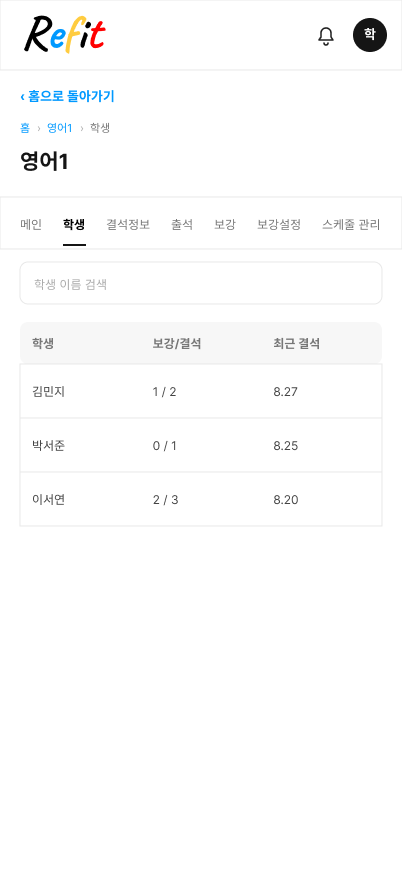 Refit
학
‹ 홈으로 돌아가기
홈 › 영어1 › 학생
영어1
메인 학생 결석정보 출석 보강 보강설정 스케줄 관리
학생 이름 검색
학생 보강/결석 최근 결석
김민지 1 / 2 8.27
박서준 0 / 1 8.25
이서연 2 / 3 8.20